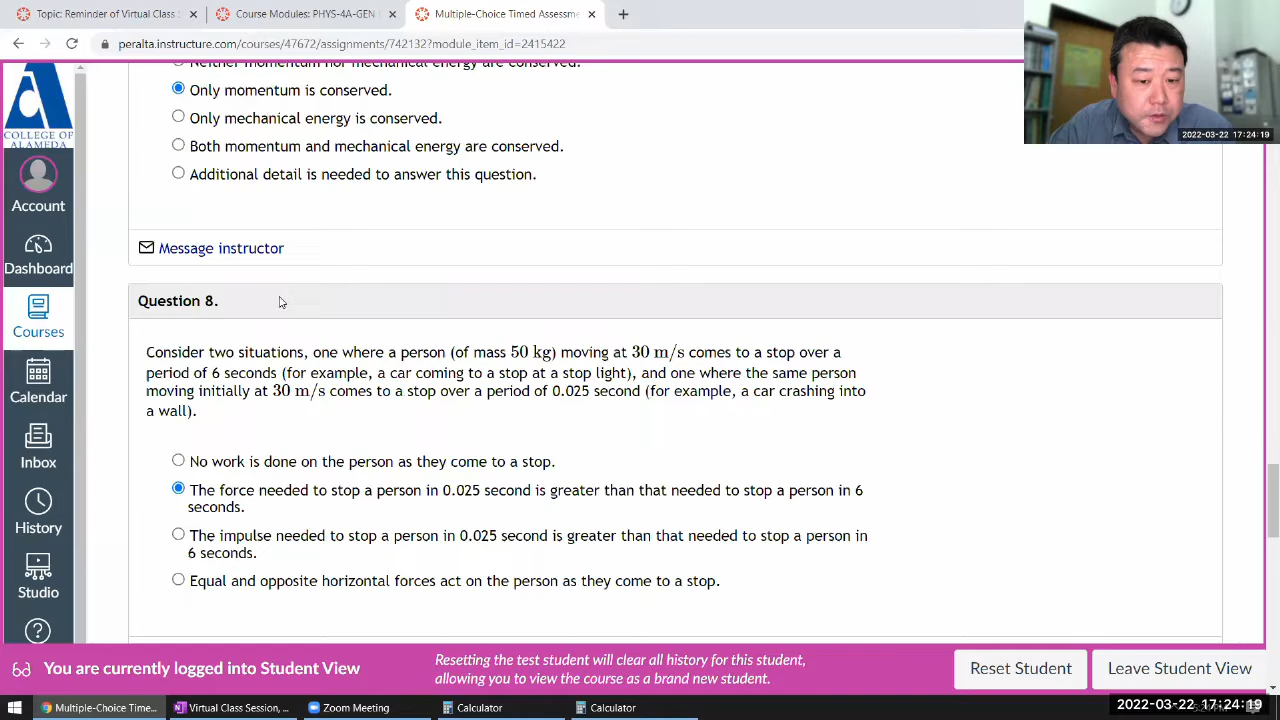 Topic: Reminder of Virtual Class S
Course Modules: PHYS-4A-GEN
Multiple-Choice Timed Assessme
peralta.instructure.com/courses/47672/assignments/742132?module_item_id=2415422
2022-03-22 17:24:19
COLLEGE OF
ALAMEDA
Account
Dashboard
Courses
Calendar
Inbox
History
Studio
Neither momentum nor mechanical energy are conserved.
Only momentum is conserved.
Only mechanical energy is conserved.
Both momentum and mechanical energy are conserved.
Additional detail is needed to answer this question.
Message instructor
Question 8.
Consider two situations, one where a person (of mass 50 kg) moving at 30 m/s comes to a stop over a
period of 6 seconds (for example, a car coming to a stop at a stop light), and one where the same person
moving initially at 30 m/s comes to a stop over a period of 0.025 second (for example, a car crashing into
a wall).
No work is done on the person as they come to a stop.
The force needed to stop a person in 0.025 second is greater than that needed to stop a person in 6
seconds.
The impulse needed to stop a person in 0.025 second is greater than that needed to stop a person in
6 seconds.
Equal and opposite horizontal forces act on the person as they come to a stop.
You are currently logged into Student View
Resetting the test student will clear all history for this student,
allowing you to view the course as a brand new student.
Reset Student
Leave Student View
Multiple-Choice Time...
Virtual Class Session, ...
Zoom Meeting
Calculator
Calculator
2022-03-22 17:24:19